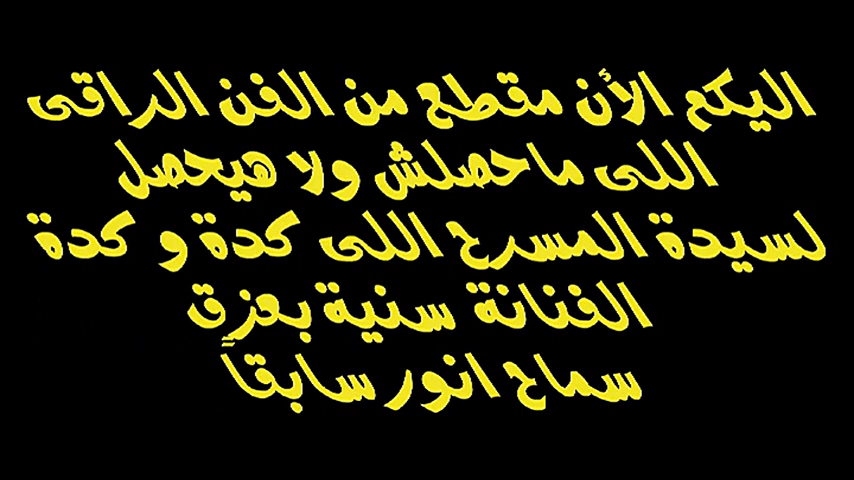 اليكم الأن مقطع من الفن الراقى
اللى ماحصلش ولا هيحصل
لسيدة المسرح اللى كدة و كدة
الفنانة سنية بعزق
سماح انور سابقاً